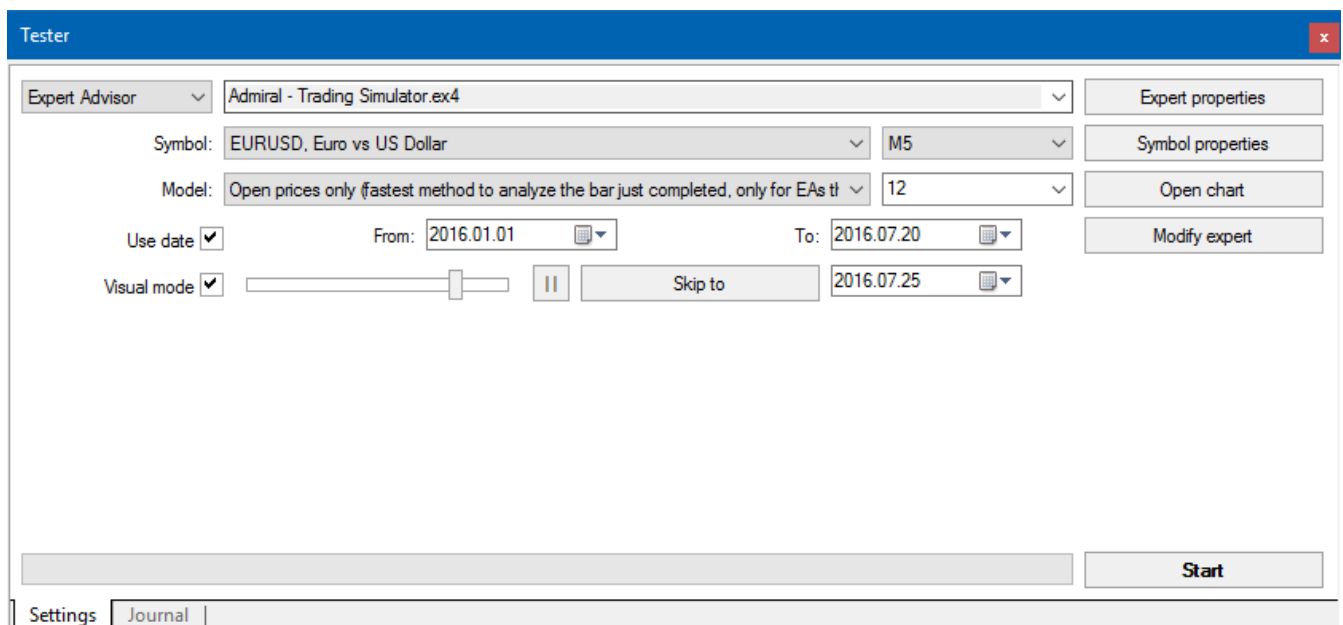 Tester
x
Expert Advisor Admiral - Trading Simulator.ex4 Expert properties
Symbol: EURUSD, Euro vs US Dollar M5 Symbol properties
Model: Open prices only (fastest method to analyze the bar just completed, only for EAs th 12 Open chart
Use date From: 2016.01.01 To: 2016.07.20 Modify expert
Visual mode Skip to 2016.07.25
Start
Settings Journal